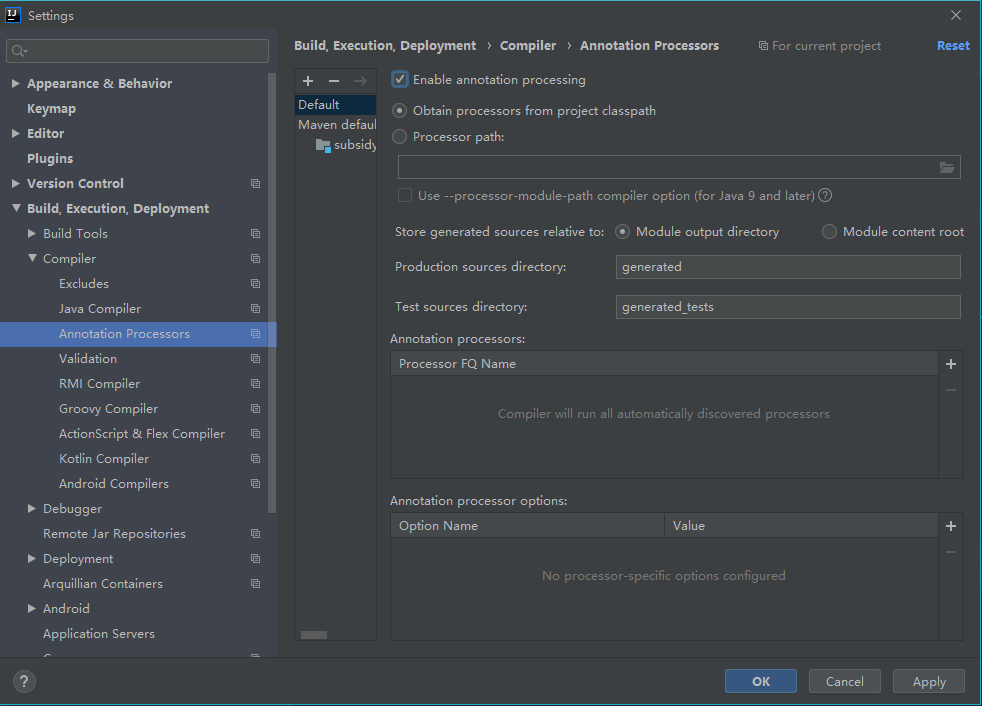 Settings
Build, Execution, Deployment › Compiler › Annotation Processors For current project Reset
Appearance & Behavior
Keymap
Editor
Plugins
Version Control
Build, Execution, Deployment
Build Tools
Compiler
Excludes
Java Compiler
Annotation Processors
Validation
RMI Compiler
Groovy Compiler
ActionScript & Flex Compiler
Kotlin Compiler
Android Compilers
Debugger
Remote Jar Repositories
Deployment
Arquillian Containers
Android
Application Servers
Default
Maven defaul
subsidy
Enable annotation processing
Obtain processors from project classpath
Processor path:
Use --processor-module-path compiler option (for Java 9 and later) ?
Store generated sources relative to: Module output directory Module content root
Production sources directory: generated
Test sources directory: generated_tests
Annotation processors:
Processor FQ Name
Compiler will run all automatically discovered processors
Annotation processor options:
Option Name Value
No processor-specific options configured
? OK Cancel Apply